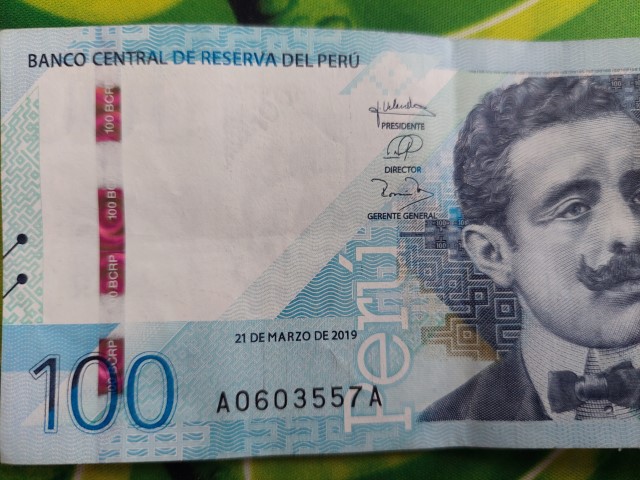 BANCO CENTRAL DE RESERVA DEL PERÚ
100
100 BCRP
100 BCRP
100 BCRP
100 BCRP
A0603557A
21 DE MARZO DE 2019
Perú
PRESIDENTE
DIRECTOR
GERENTE GENERAL